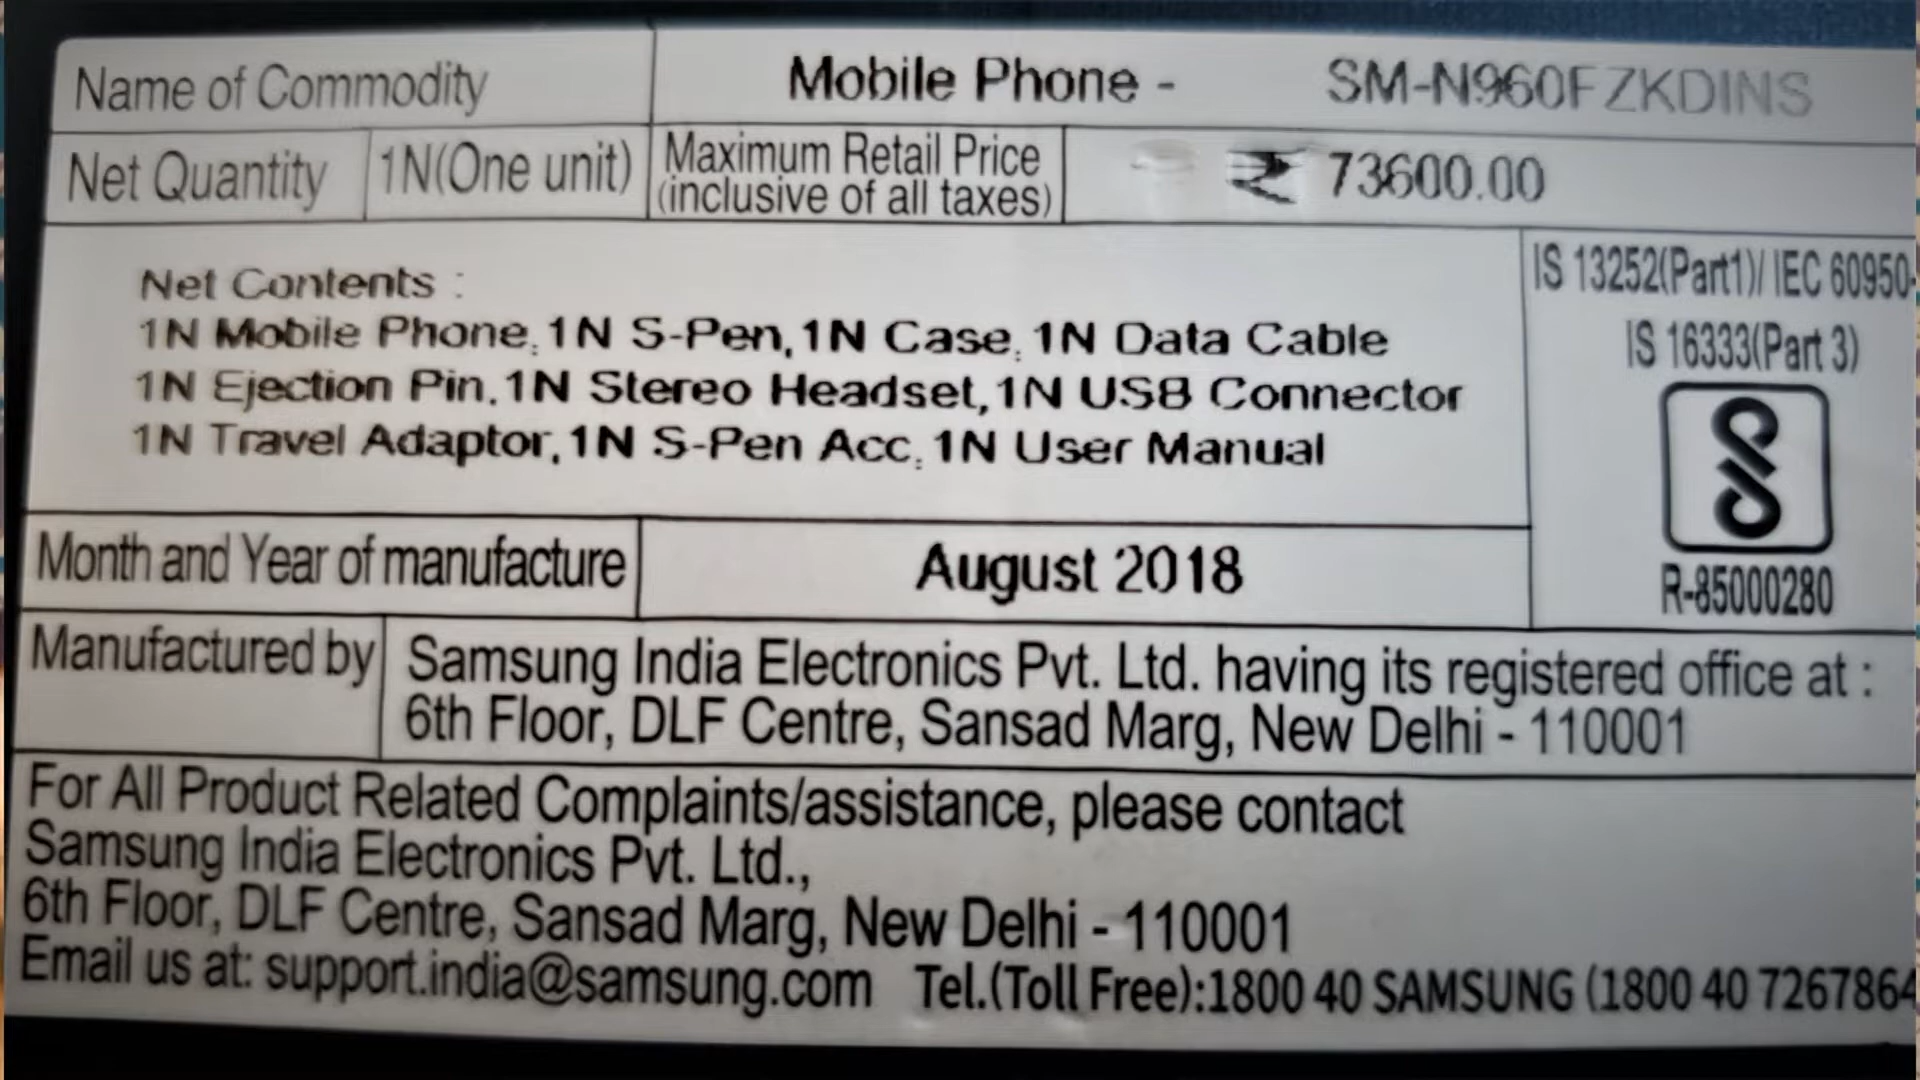 Name of Commodity Mobile Phone - SM-N960FZKDINS
Net Quantity 1N(One unit) Maximum Retail Price
(inclusive of all taxes) ₹ 73600.00
IS 13252(Part1)/ IEC 60950-
IS 16333(Part 3)
R-85000280
Net Contents :
1N Mobile Phone, 1N S-Pen, 1N Case, 1N Data Cable
1N Ejection Pin, 1N Stereo Headset, 1N USB Connector
1N Travel Adaptor, 1N S-Pen Acc, 1N User Manual
Month and Year of manufacture August 2018
Manufactured by Samsung India Electronics Pvt. Ltd. having its registered office at :
6th Floor, DLF Centre, Sansad Marg, New Delhi - 110001
For All Product Related Complaints/assistance, please contact
Samsung India Electronics Pvt. Ltd.,
6th Floor, DLF Centre, Sansad Marg, New Delhi - 110001
Email us at: support.india@samsung.com Tel.(Toll Free):1800 40 SAMSUNG (1800 40 7267864